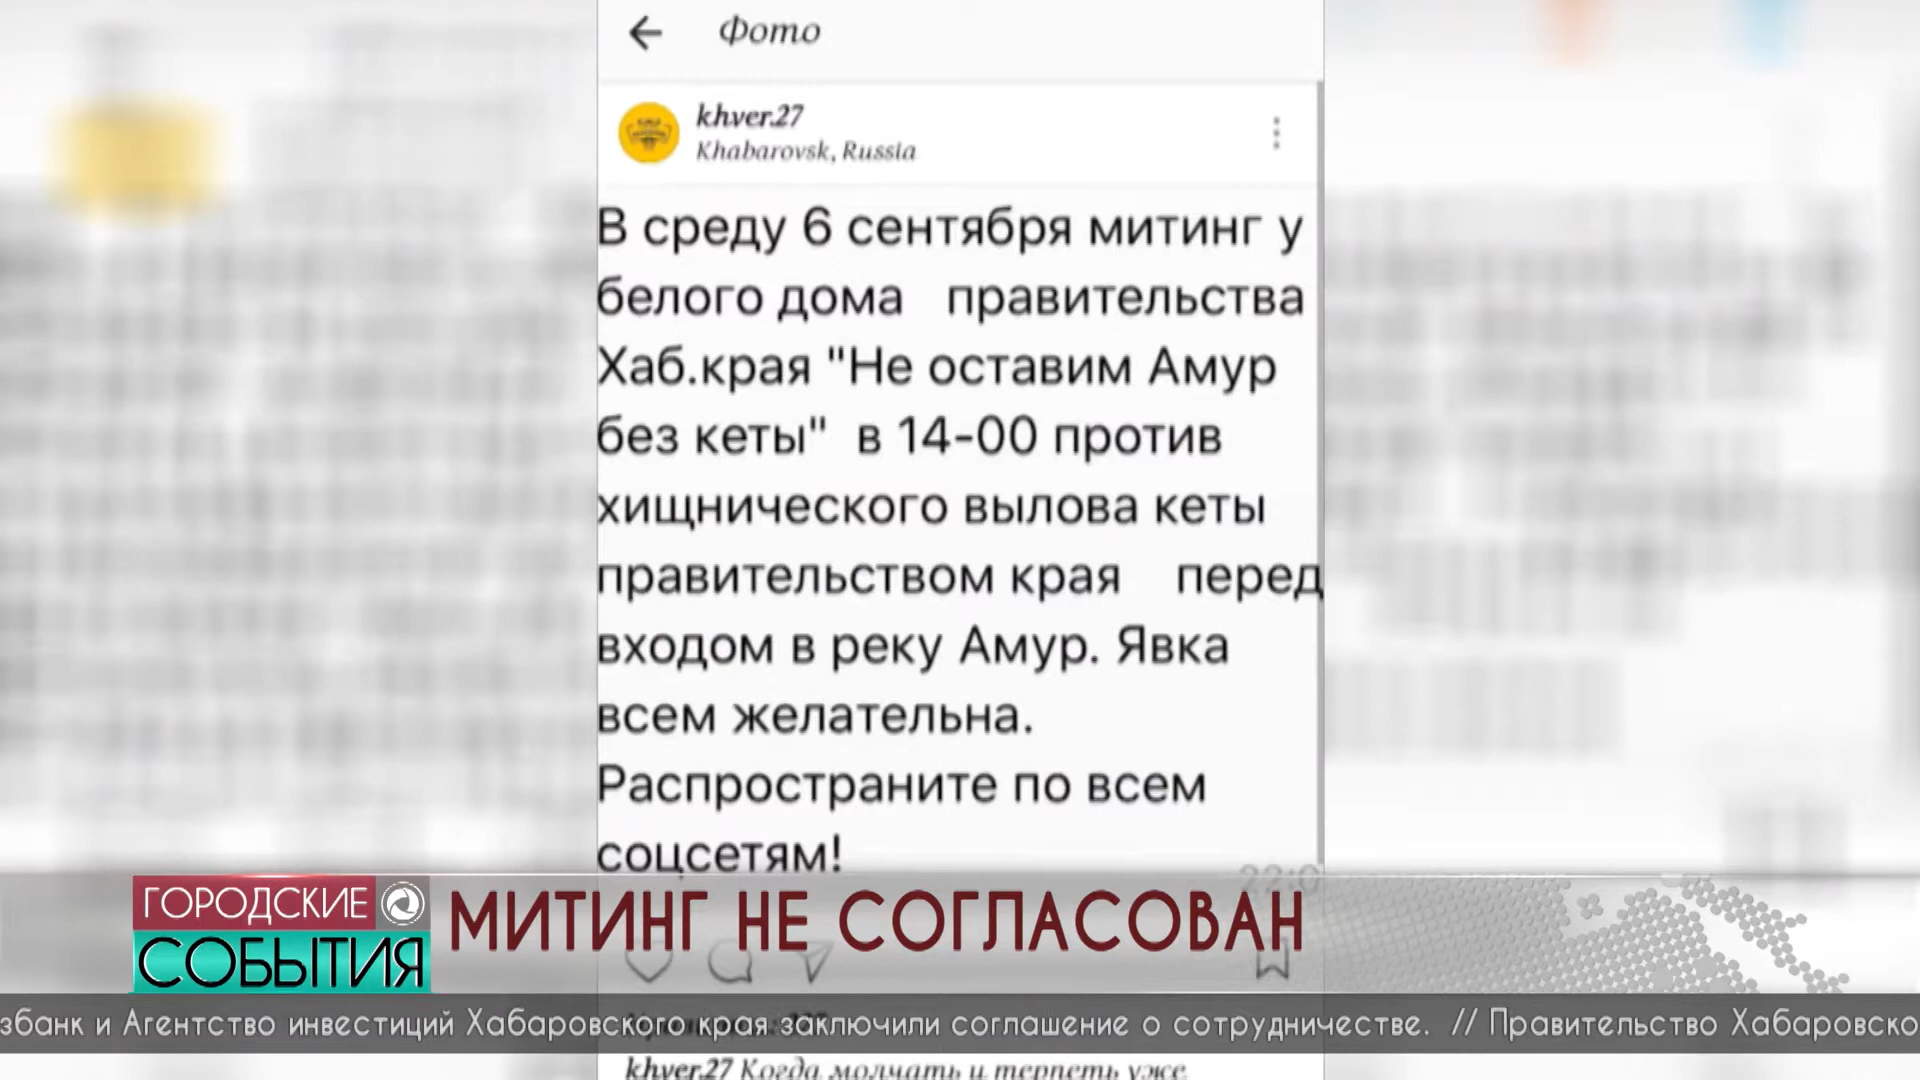 Фото
khver.27
Khabarovsk, Russia
В среду 6 сентября митинг у
белого дома правительства
Хаб.края "Не оставим Амур
без кеты" в 14-00 против
хищнического вылова кеты
правительством края перед
входом в реку Амур. Явка
всем желательна.
Распространите по всем
соцсетям!
ГОРОДСКИЕ
СОБЫТИЯ
МИТИНГ НЕ СОГЛАСОВАН
збанк и Агентство инвестиций Хабаровского края заключили соглашение о сотрудничестве. // Правительство Хабаровско
khver.27 Когда молчать и терпеть уже